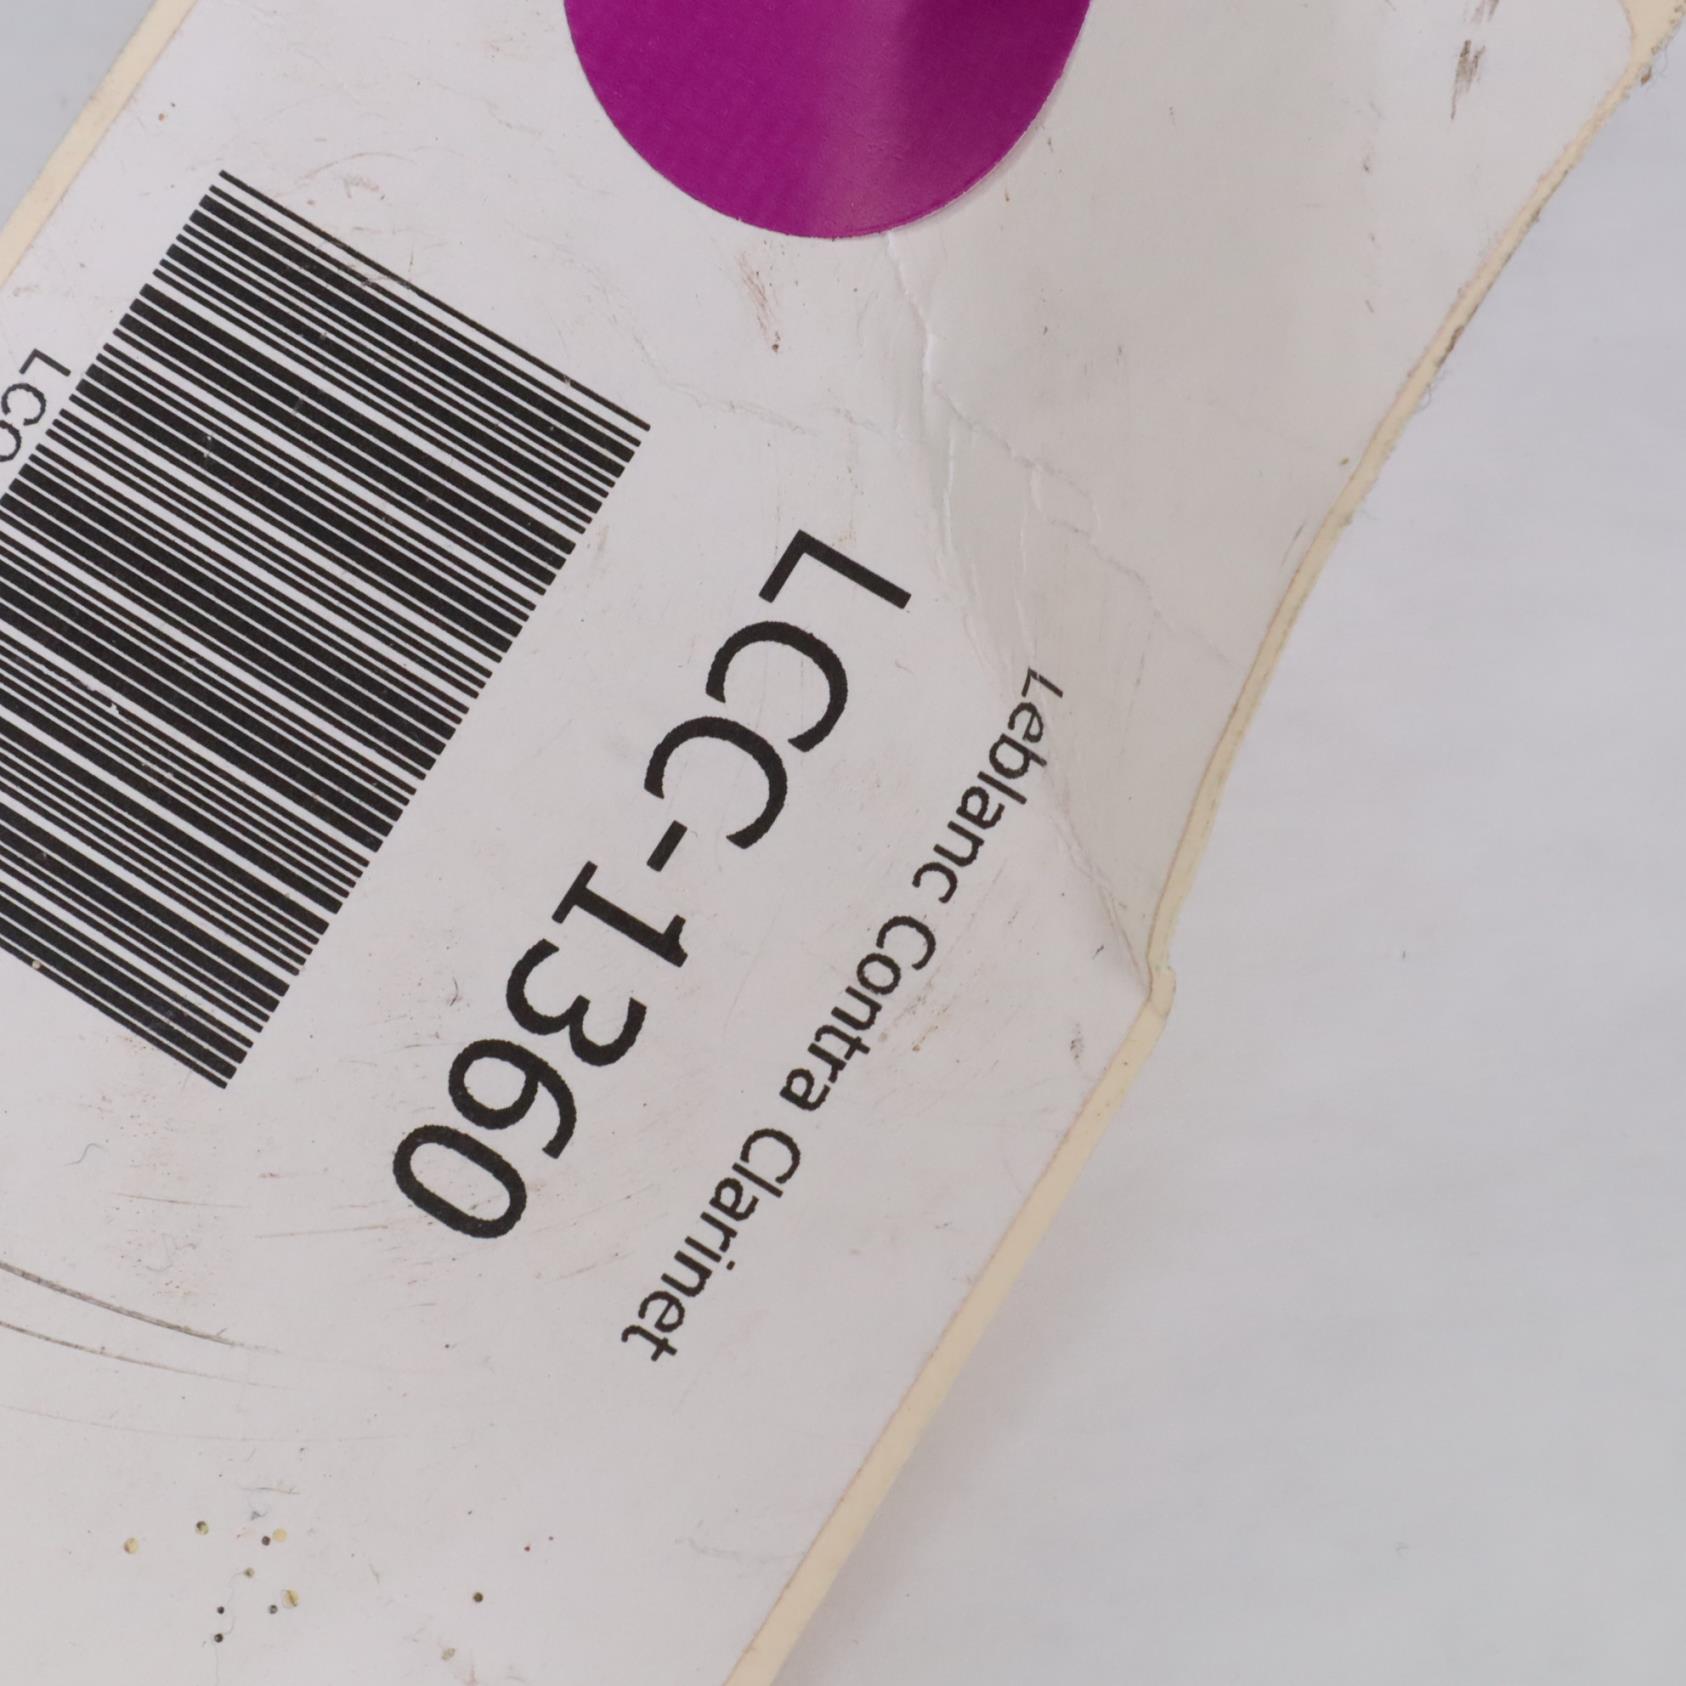 Leblanc Contra Clarinet
LCC-1360